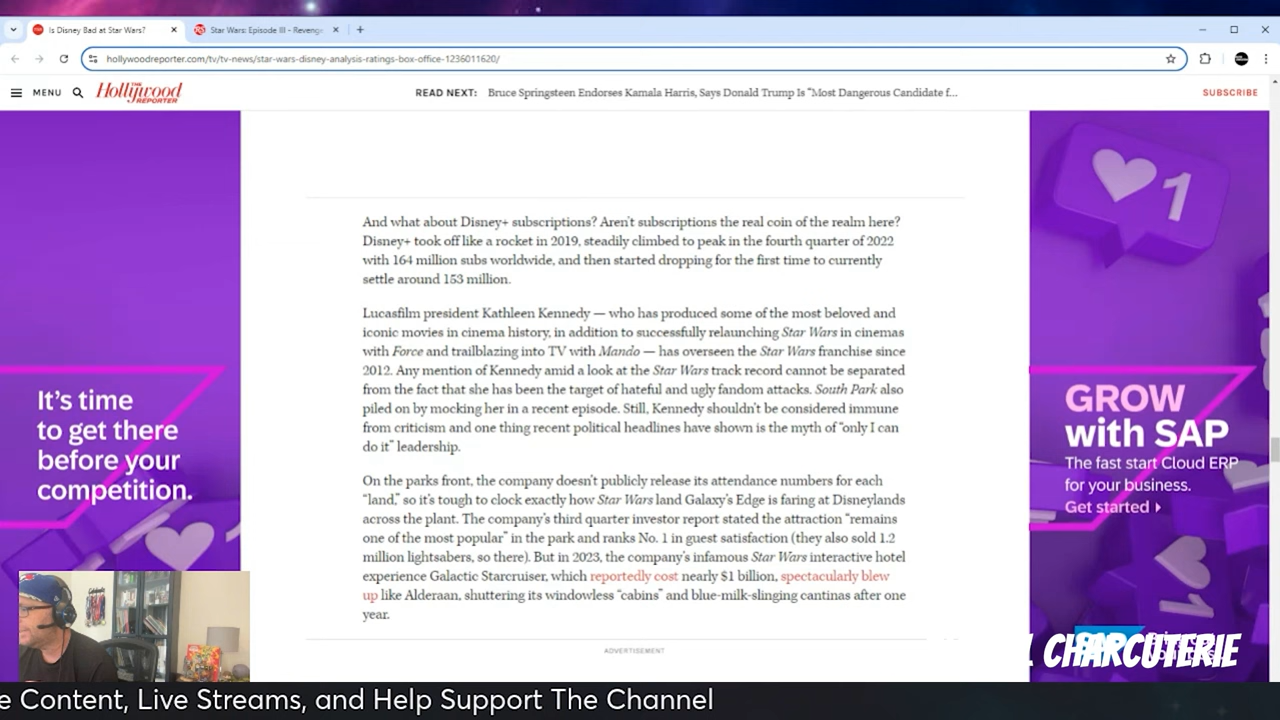 Is Disney Bad at Star Wars?
Star Wars: Episode III - Revenge
hollywoodreporter.com/tv/tv-news/star-wars-disney-analysis-ratings-box-office-1236011620/
MENU
THE
Hollywood
REPORTER
READ NEXT: Bruce Springsteen Endorses Kamala Harris, Says Donald Trump Is “Most Dangerous Candidate f...
SUBSCRIBE
And what about Disney+ subscriptions? Aren't subscriptions the real coin of the realm here?
Disney+ took off like a rocket in 2019, steadily climbed to peak in the fourth quarter of 2022
with 164 million subs worldwide, and then started dropping for the first time to currently
settle around 153 million.
Lucasfilm president Kathleen Kennedy — who has produced some of the most beloved and
iconic movies in cinema history, in addition to successfully relaunching Star Wars in cinemas
with Force and trailblazing into TV with Mando — has overseen the Star Wars franchise since
2012. Any mention of Kennedy amid a look at the Star Wars track record cannot be separated
from the fact that she has been the target of hateful and ugly fandom attacks. South Park also
piled on by mocking her in a recent episode. Still, Kennedy shouldn't be considered immune
from criticism and one thing recent political headlines have shown is the myth of “only I can
do it” leadership.
On the parks front, the company doesn't publicly release its attendance numbers for each
“land,” so it's tough to clock exactly how Star Wars land Galaxy's Edge is faring at Disneylands
across the plant. The company's third quarter investor report stated the attraction “remains
one of the most popular” in the park and ranks No. 1 in guest satisfaction (they also sold 1.2
million lightsabers, so there). But in 2023, the company's infamous Star Wars interactive hotel
experience Galactic Starcruiser, which reportedly cost nearly $1 billion, spectacularly blew
up like Alderaan, shuttering its windowless “cabins” and blue-milk-slinging cantinas after one
year.
ADVERTISEMENT
It's time
to get there
before your
competition.
1
GROW
with SAP
The fast start Cloud ERP
for your business.
Get started
L CHARCUTERIE
e Content, Live Streams, and Help Support The Channel